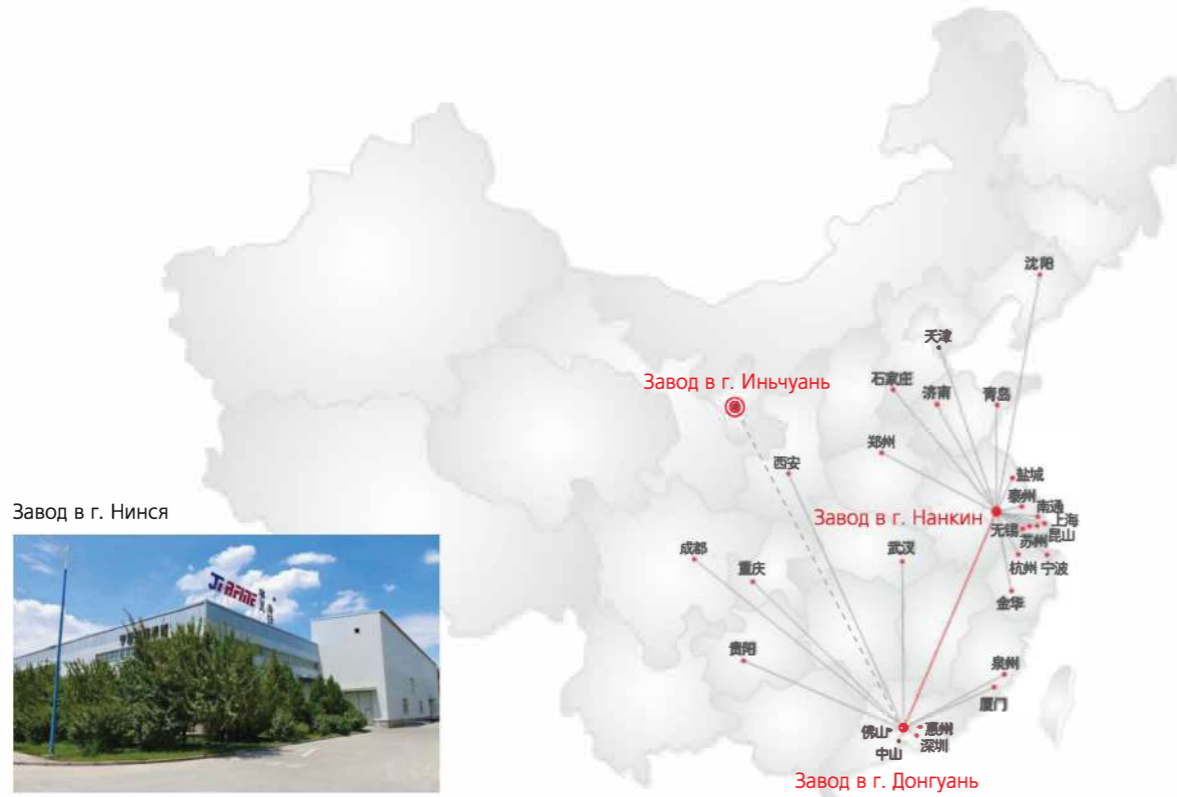 沈阳
天津
Завод в г. Иньчуань
石家庄
济南
青岛
郑州
西安
盐城
泰州
南通
Завод в г. Нанкин
上海
无锡
昆山
苏州
Завод в г. Нинся
成都
武汉
杭州
宁波
重庆
金华
贵阳
泉州
厦门
佛山
惠州
深圳
中山
Завод в г. Донгуань